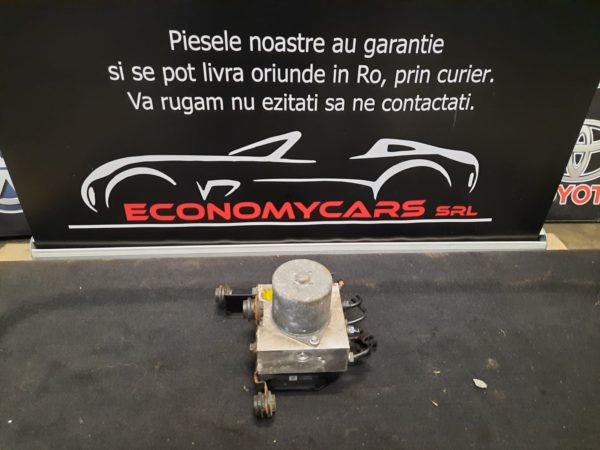 Piesele noastre au garantie
si se pot livra oriunde in Ro, prin curier.
Va rugam nu ezitati sa ne contactati.
ECONOMYCARS SRL
TOYOT